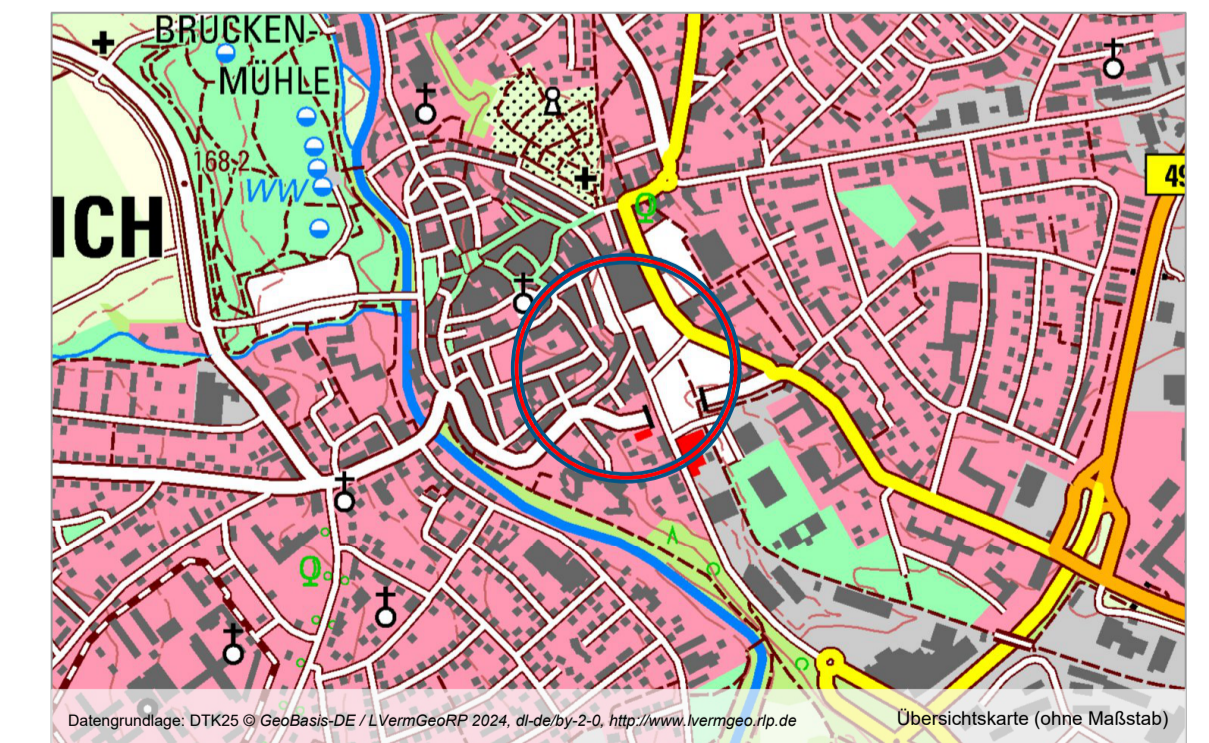 BRÜCKEN-
MÜHLE
168,2
WW
ICH
49
Datengrundlage: DTK25 © GeoBasis-DE / LVermGeoRP 2024, dl-de/by-2-0, http://www.lvermgeo.rlp.de
Übersichtskarte (ohne Maßstab)